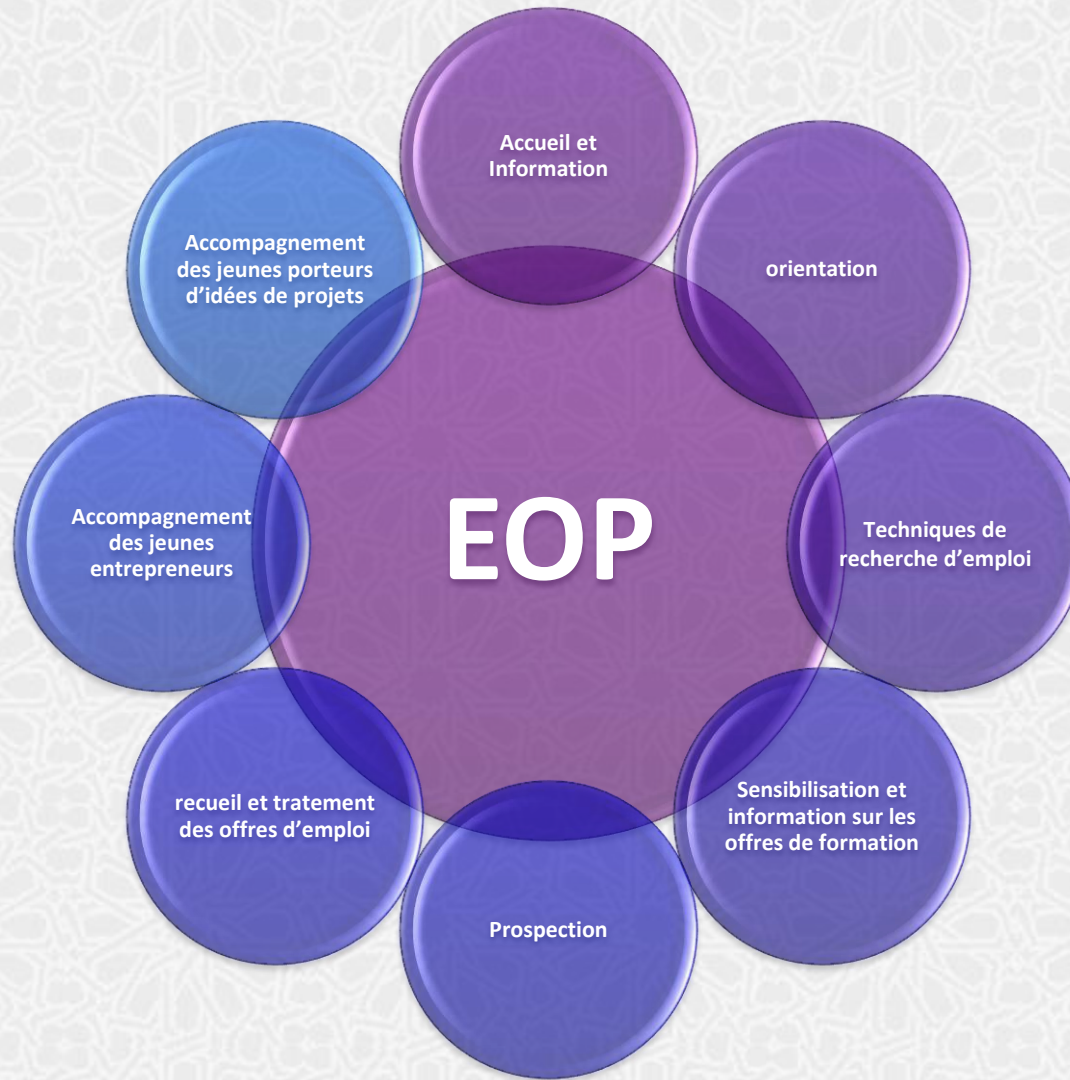 Accueil et
Information
orientation
Techniques de
recherche d’emploi
Sensibilisation et
information sur les
offres de formation
Prospection
recueil et tratement
des offres d’emploi
Accompagnement
des jeunes
entrepreneurs
Accompagnement
des jeunes porteurs
d’idées de projets
EOP